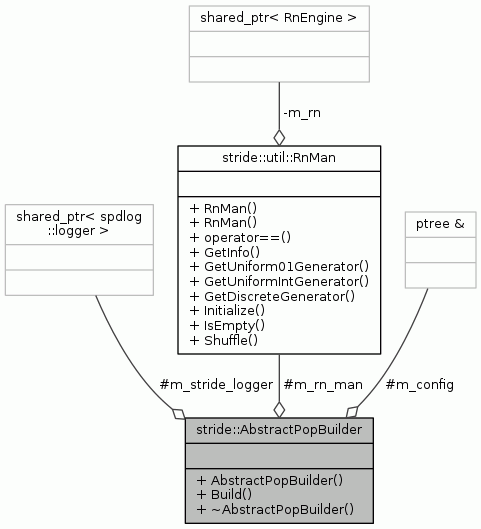 shared_ptr< RnEngine >
-m_rn
stride::util::RnMan
+ RnMan()
+ RnMan()
+ operator==()
+ GetInfo()
+ GetUniform01Generator()
+ GetUniformIntGenerator()
+ GetDiscreteGenerator()
+ Initialize()
+ IsEmpty()
+ Shuffle()
shared_ptr< spdlog
::logger >
ptree &
#m_stride_logger
#m_rn_man
#m_config
stride::AbstractPopBuilder
+ AbstractPopBuilder()
+ Build()
+ ~AbstractPopBuilder()